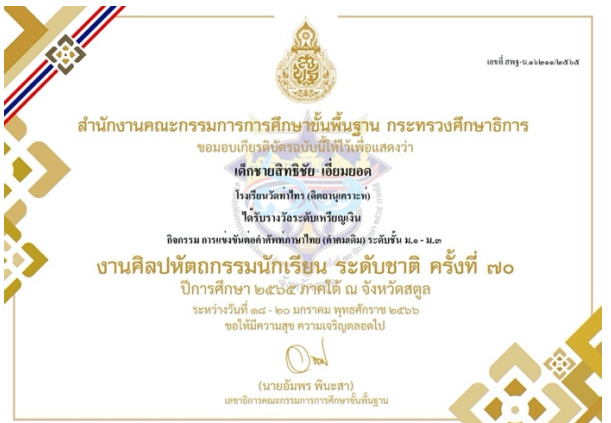 เลขที่ สพฐ-น.๑๖๒๑๑/๒๕๖๕
สำนักงานคณะกรรมการการศึกษาขั้นพื้นฐาน กระทรวงศึกษาธิการ
ขอมอบเกียรติบัตรฉบับนี้ให้ไว้เพื่อแสดงว่า
เด็กชายสิทธิชัย เอี่ยมยอด
โรงเรียนวัดท่าไทร (ดิตถานุเคราะห์)
ได้รับรางวัลระดับเหรียญเงิน
กิจกรรม การแข่งขันต่อคำศัพท์ภาษาไทย (คำคมเดิม) ระดับชั้น ม.๑ - ม.๓
งานศิลปหัตถกรรมนักเรียน ระดับชาติ ครั้งที่ ๗๐
ปีการศึกษา ๒๕๖๕ ภาคใต้ ณ จังหวัดสตูล
ระหว่างวันที่ ๑๘ - ๒๐ มกราคม พุทธศักราช ๒๕๖๖
ขอให้มีความสุข ความเจริญตลอดไป
(นายอัมพร พินะสา)
เลขาธิการคณะกรรมการการศึกษาขั้นพื้นฐาน